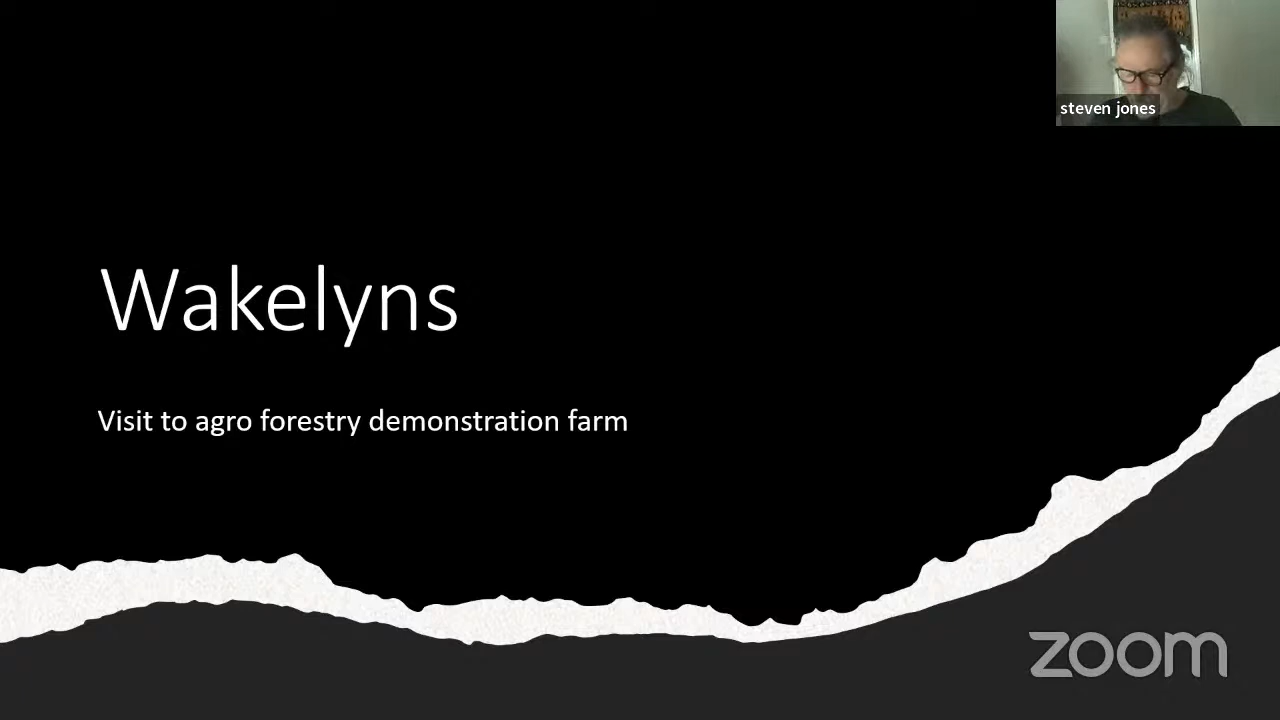 steven jones
Wakelyns
Visit to agro forestry demonstration farm
zoom